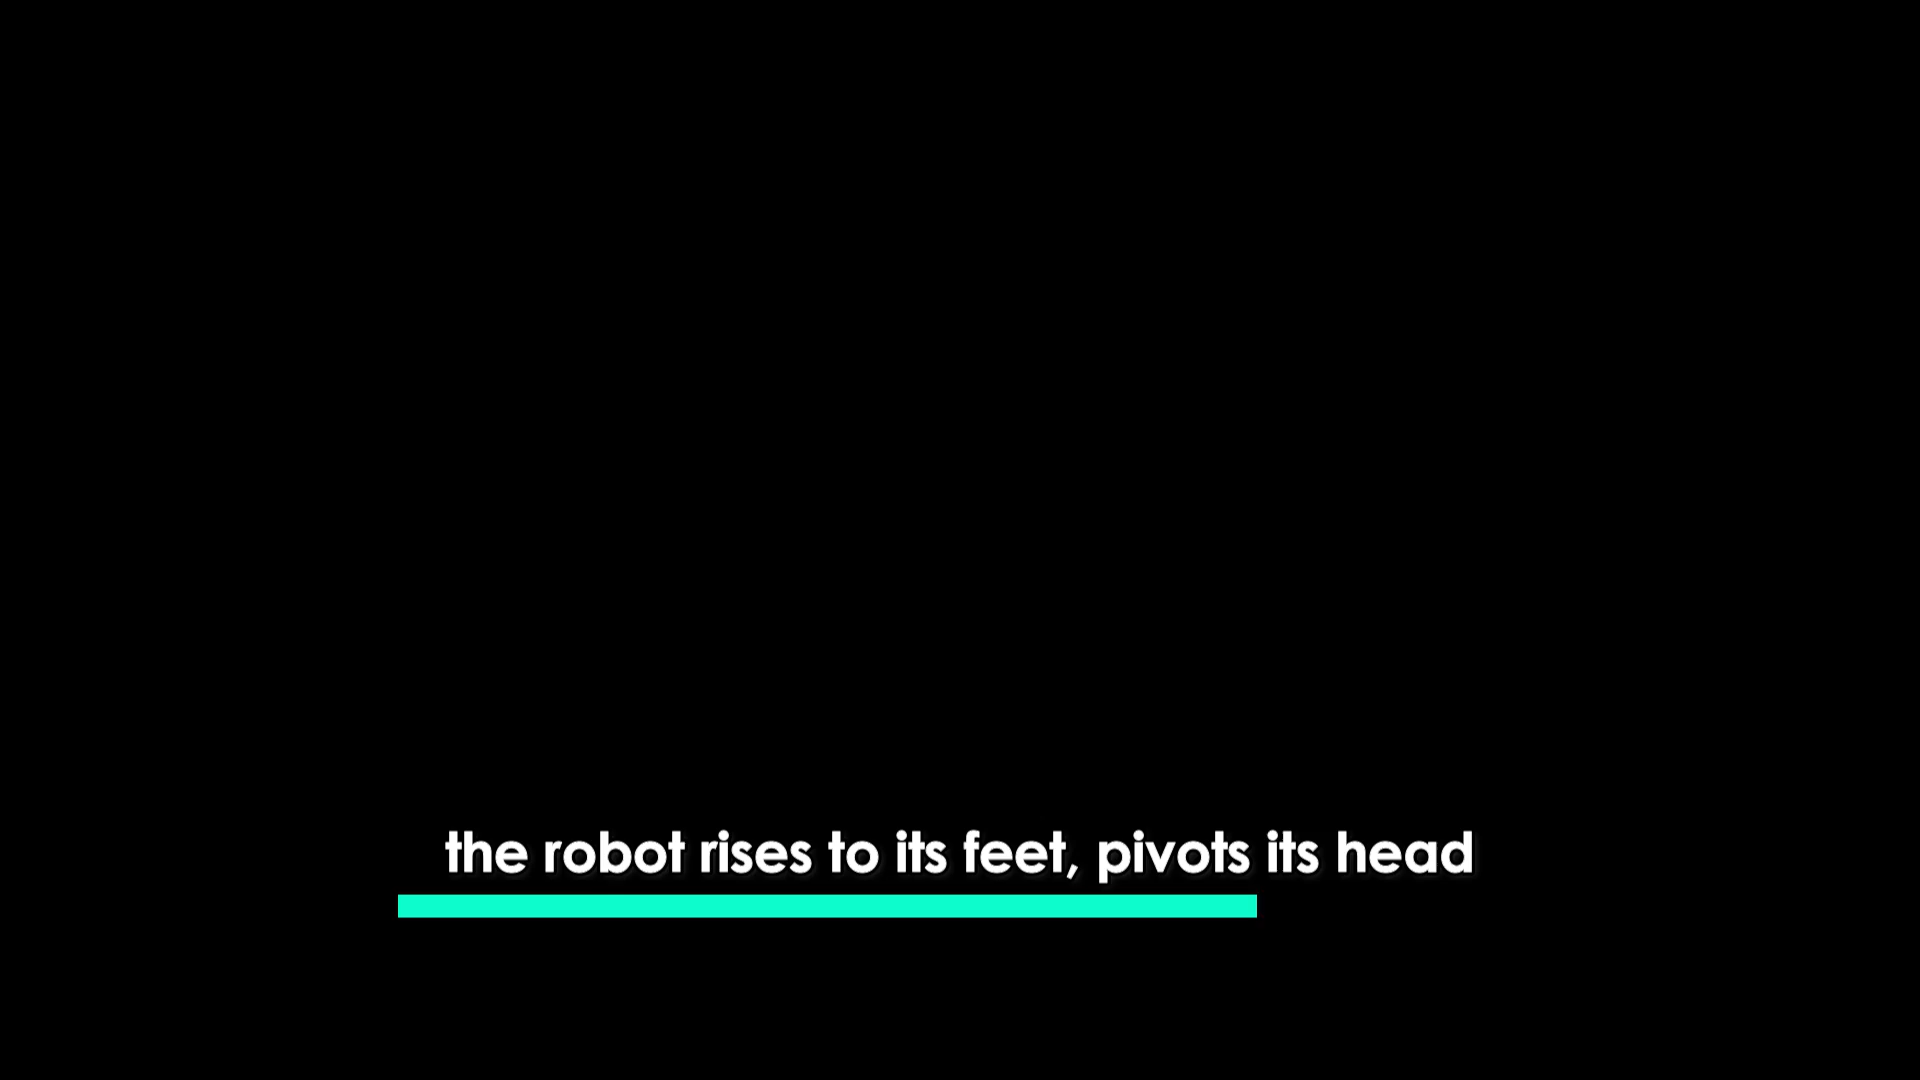 the robot rises to its feet, pivots its head